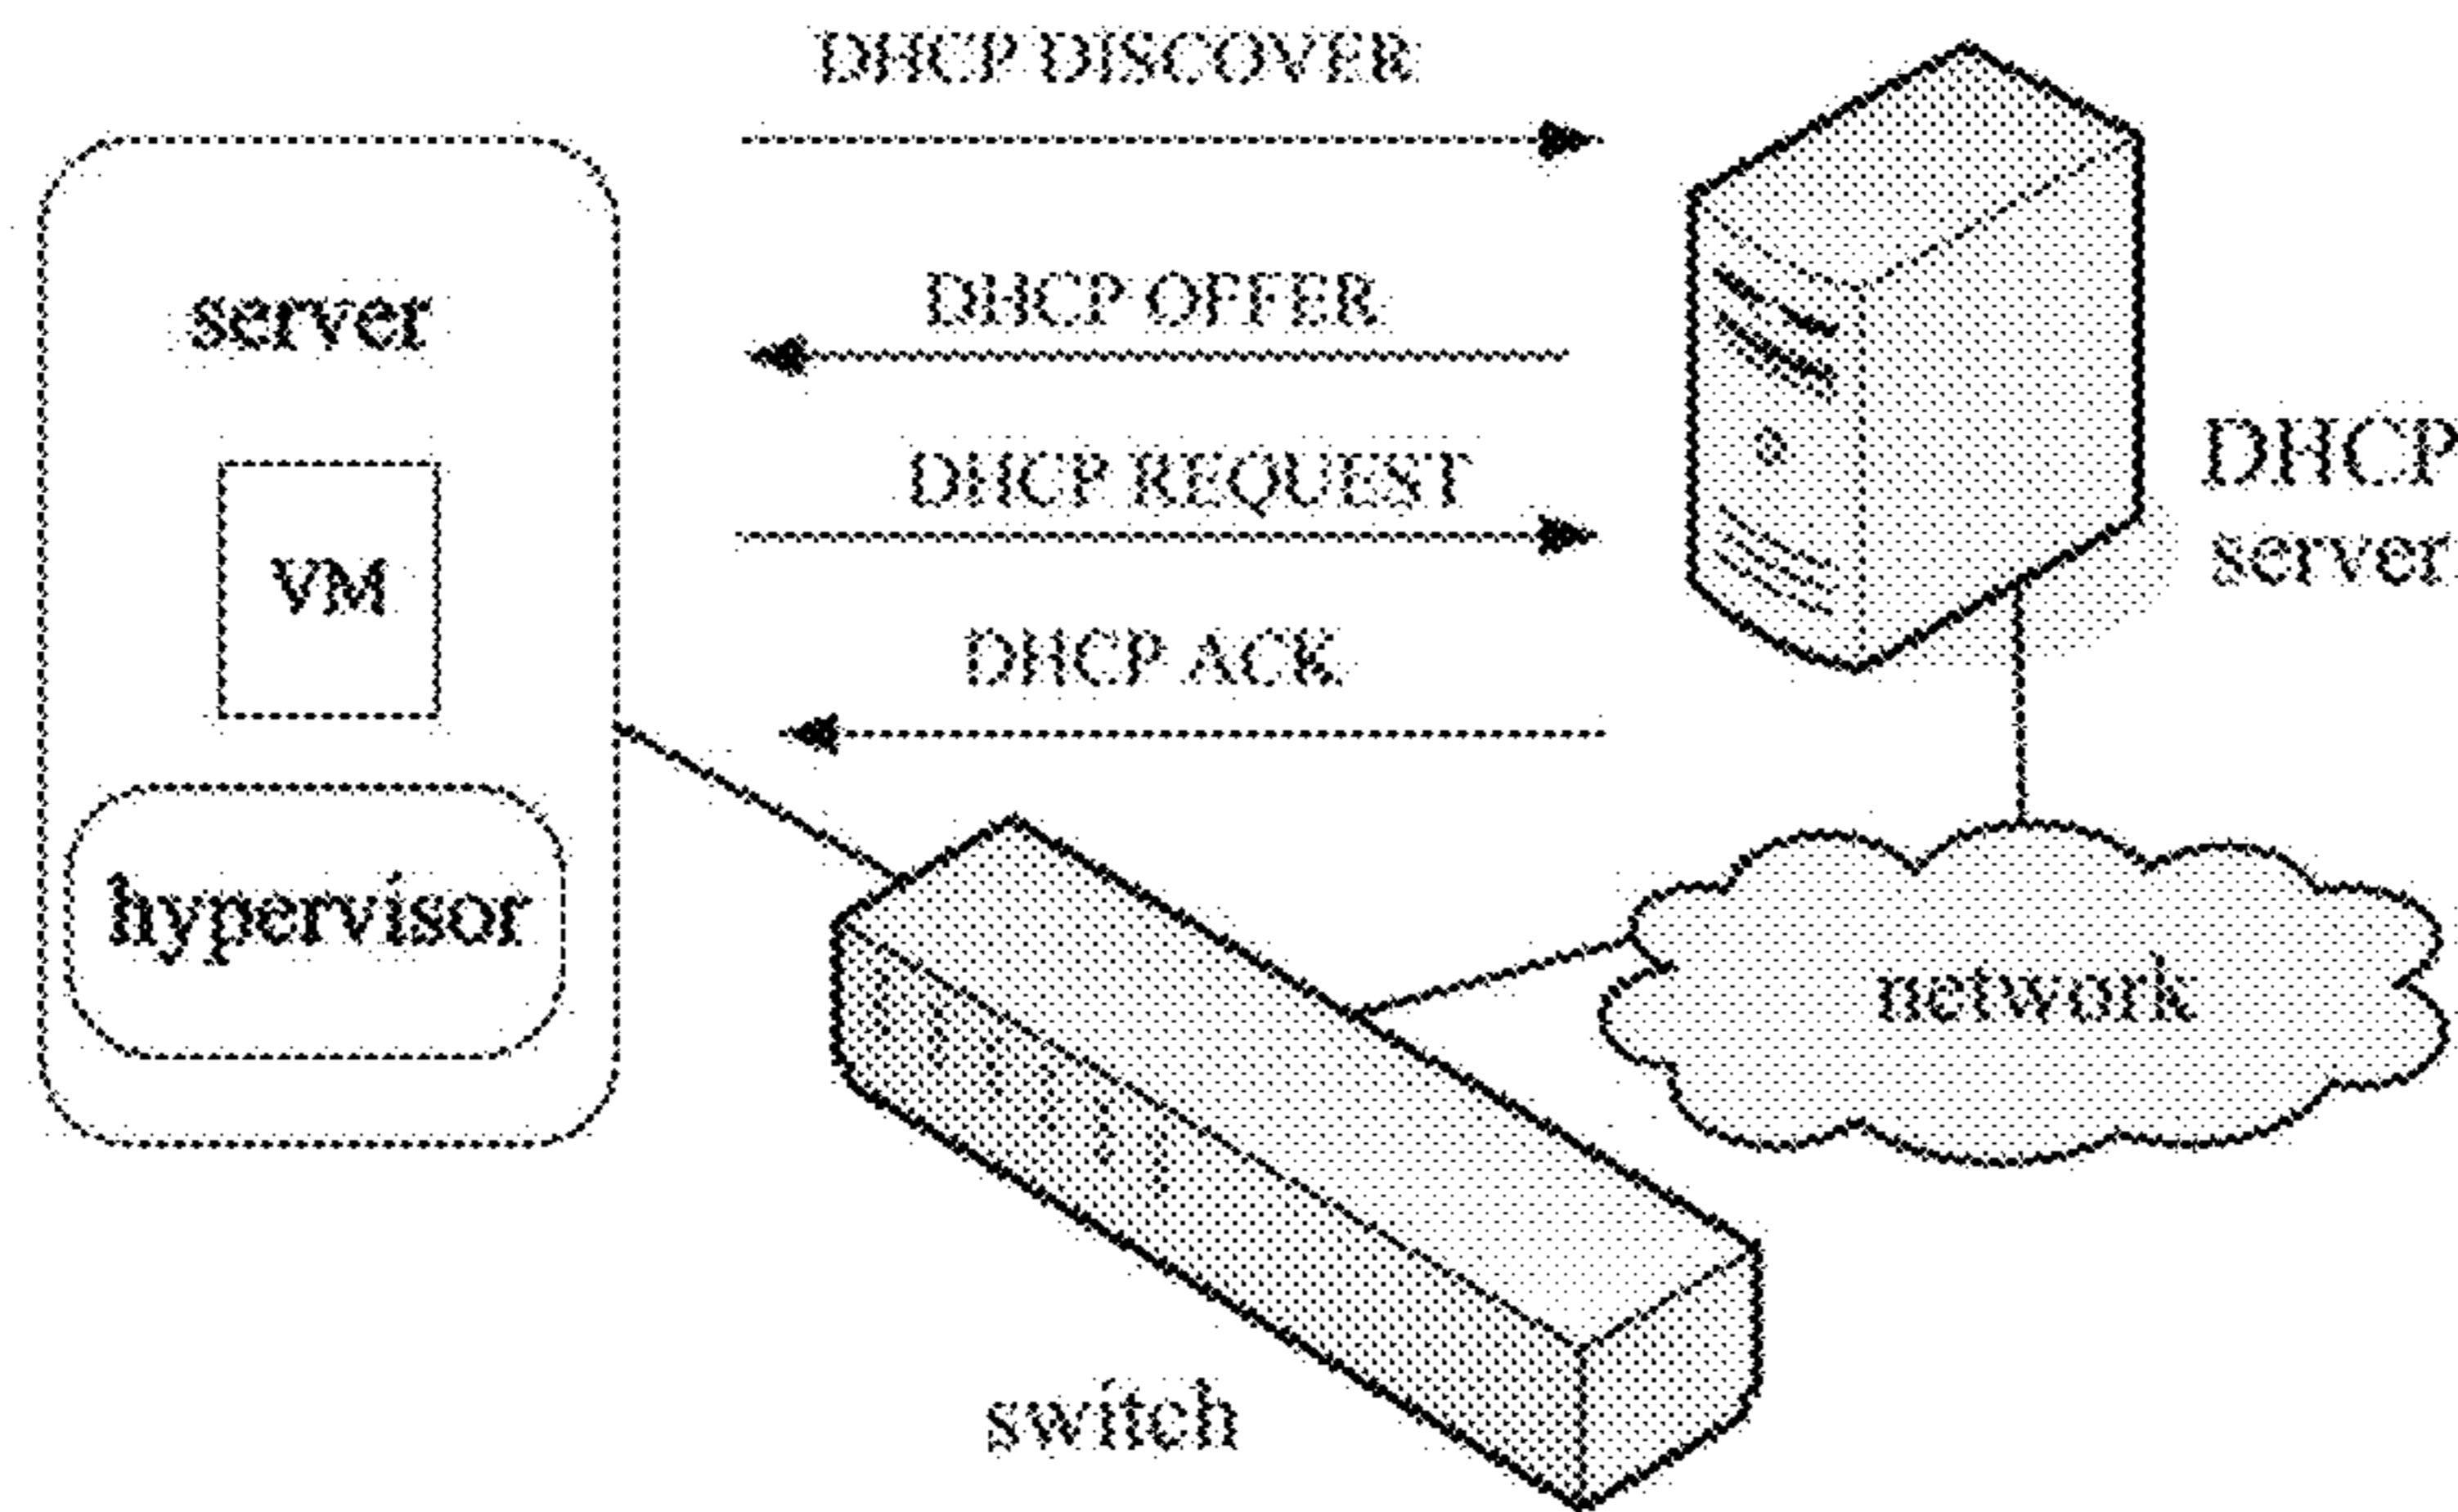 DHCP DISCOVER
server
DHCP OFFER
DHCP REQUEST
DHCP
server
VM
DHCP ACK
hypervisor
network
switch